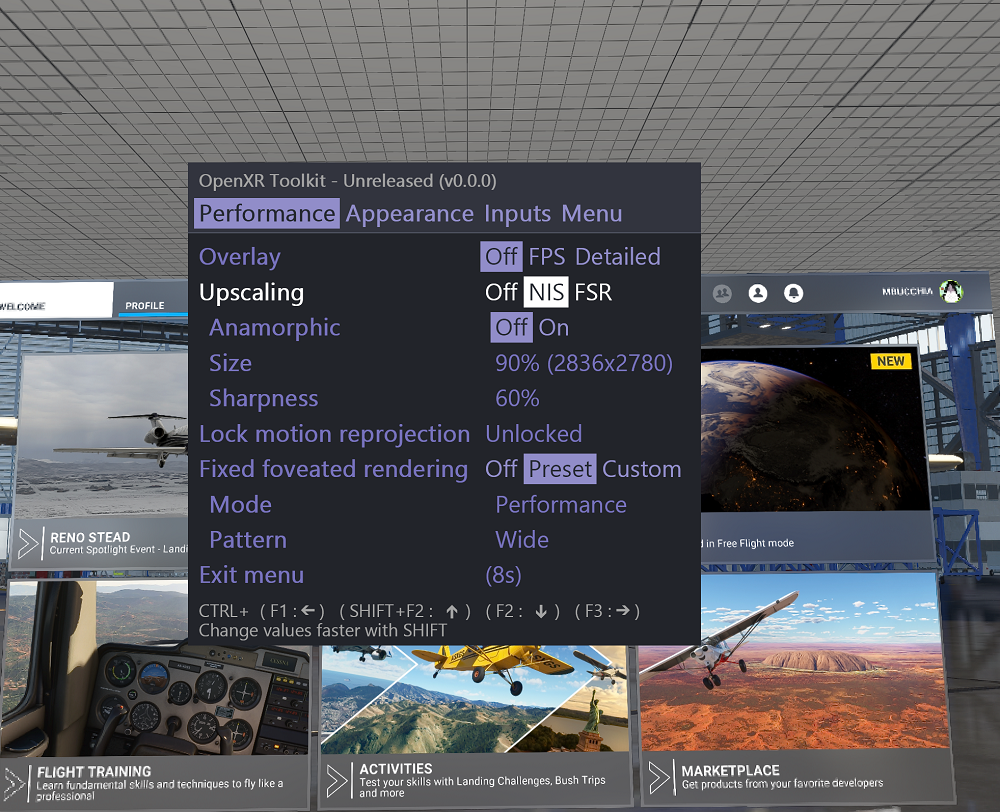 OpenXR Toolkit - Unreleased (v0.0.0)
Performance Appearance Inputs Menu
Overlay Off FPS Detailed
Upscaling Off NIS FSR
Anamorphic Off On
Size 90% (2836x2780)
Sharpness 60%
Lock motion reprojection Unlocked
Fixed foveated rendering Off Preset Custom
Mode Performance
Pattern Wide
Exit menu (8s)
CTRL+ (F1:←) (SHIFT+F2: ↑) (F2: ↓) (F3:→)
Change values faster with SHIFT
WELCOME
PROFILE
MBUCCHIA
NEW
RENO STEAD
Current Spotlight Event - Landi
d in Free Flight mode
FLIGHT TRAINING
Learn fundamental skills and techniques to fly like a
professional
ACTIVITIES
Test your skills with Landing Challenges, Bush Trips
and more
MARKETPLACE
Get products from your favorite developers